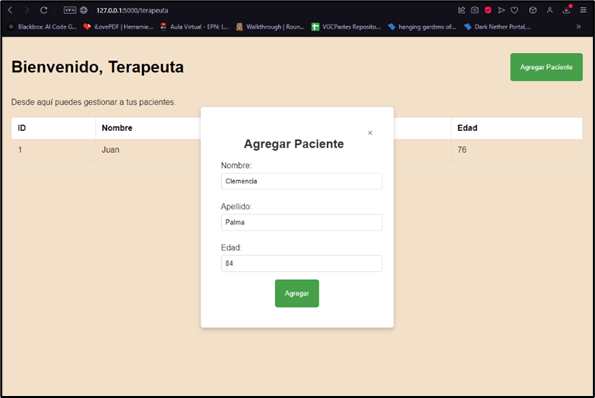 VPN 127.0.0.1:5000/terapeuta
Blackbox: AI Code G... iLovePDF | Herramie... Aula Virtual - EPN: I... Walkthrough | Roun... VGCPastes Reposito... hanging gardens of... Dark Nether Portal,... »
Bienvenido, Terapeuta
Agregar Paciente
Desde aquí puedes gestionar a tus pacientes.
ID Nombre Edad
1 Juan 76
×
Agregar Paciente
Nombre:
Clemencia
Apellido:
Palma
Edad:
84
Agregar